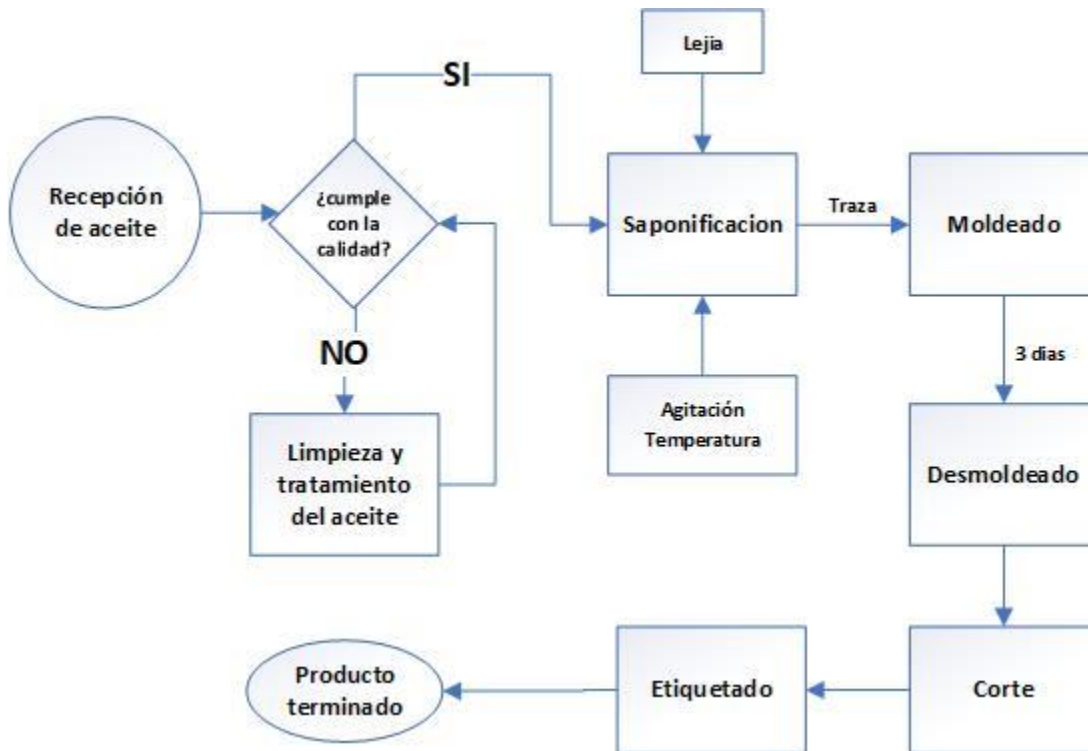 Lejia
SI
Recepción
de aceite
¿cumple
con la
calidad?
Saponificacion
Traza
Moldeado
NO
3 dias
Agitación
Temperatura
Limpieza y
tratamiento
del aceite
Desmoldeado
Producto
terminado
Etiquetado
Corte